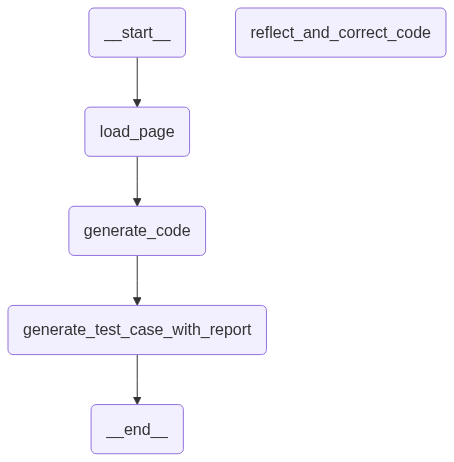 __start__
reflect_and_correct_code
load_page
generate_code
generate_test_case_with_report
__end__